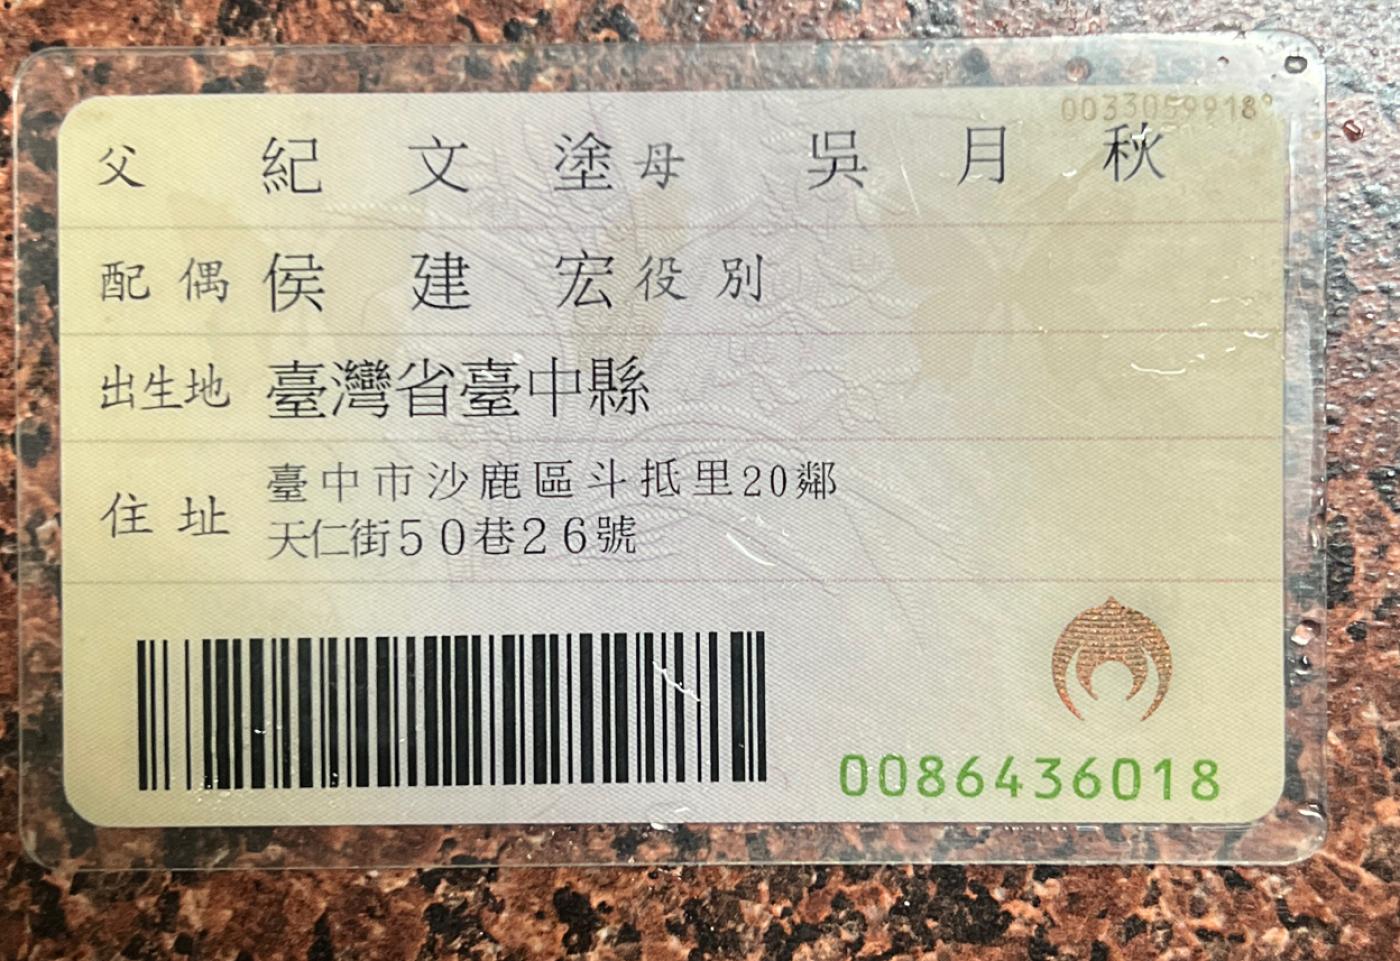 0033059918
父 紀文塗 母 吳月秋
配偶 侯建宏 役別
出生地 臺灣省臺中縣
住址 臺中市沙鹿區斗抵里20鄰
天仁街50巷26號
0086436018